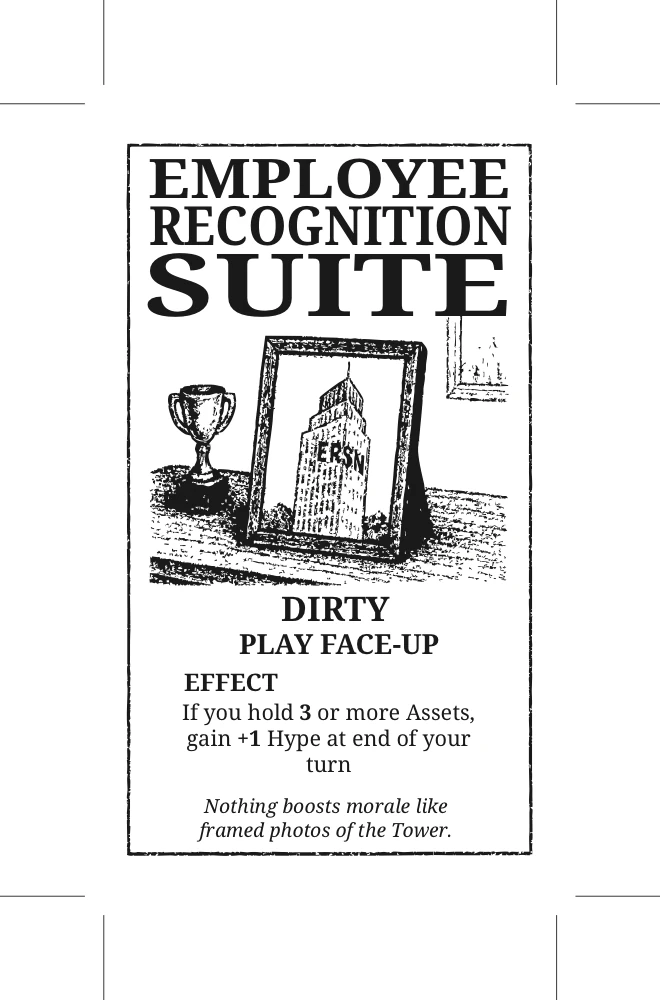 EMPLOYEE
RECOGNITION
SUITE
ERSN
DIRTY
PLAY FACE-UP
EFFECT
If you hold 3 or more Assets,
gain +1 Hype at end of your
turn
Nothing boosts morale like
framed photos of the Tower.